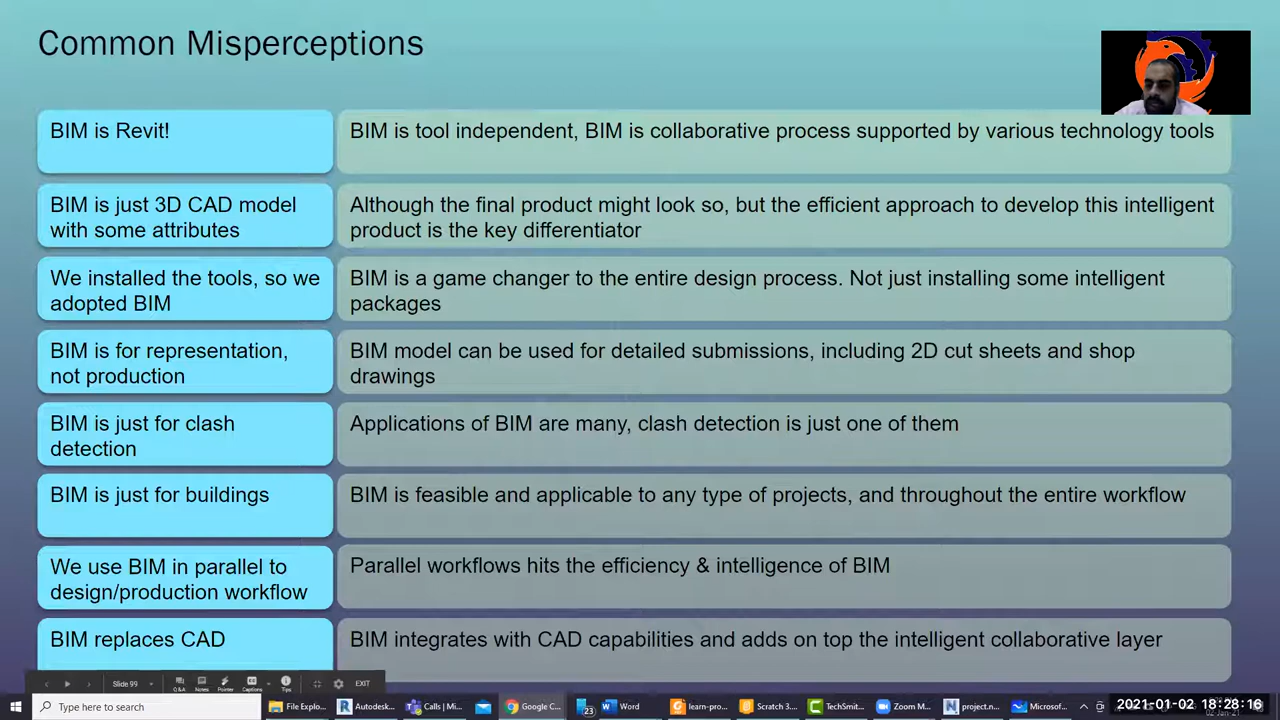 Common Misperceptions
BIM is Revit!
BIM is tool independent, BIM is collaborative process supported by various technology tools
BIM is just 3D CAD model
with some attributes
Although the final product might look so, but the efficient approach to develop this intelligent
product is the key differentiator
We installed the tools, so we
adopted BIM
BIM is a game changer to the entire design process. Not just installing some intelligent
packages
BIM is for representation,
not production
BIM model can be used for detailed submissions, including 2D cut sheets and shop
drawings
BIM is just for clash
detection
Applications of BIM are many, clash detection is just one of them
BIM is just for buildings
BIM is feasible and applicable to any type of projects, and throughout the entire workflow
We use BIM in parallel to
design/production workflow
Parallel workflows hits the efficiency & intelligence of BIM
BIM replaces CAD
BIM integrates with CAD capabilities and adds on top the intelligent collaborative layer
Slide 99
Q&A
Notes
Pointer
Captions
Tips
EXIT
Type here to search
File Explo...
Autodesk...
Calls | Mi...
Google C...
23
Word
learn-pro...
Scratch 3...
TechSmit...
Zoom M...
project.n...
Microsof...
2021-01-02 18:28:16